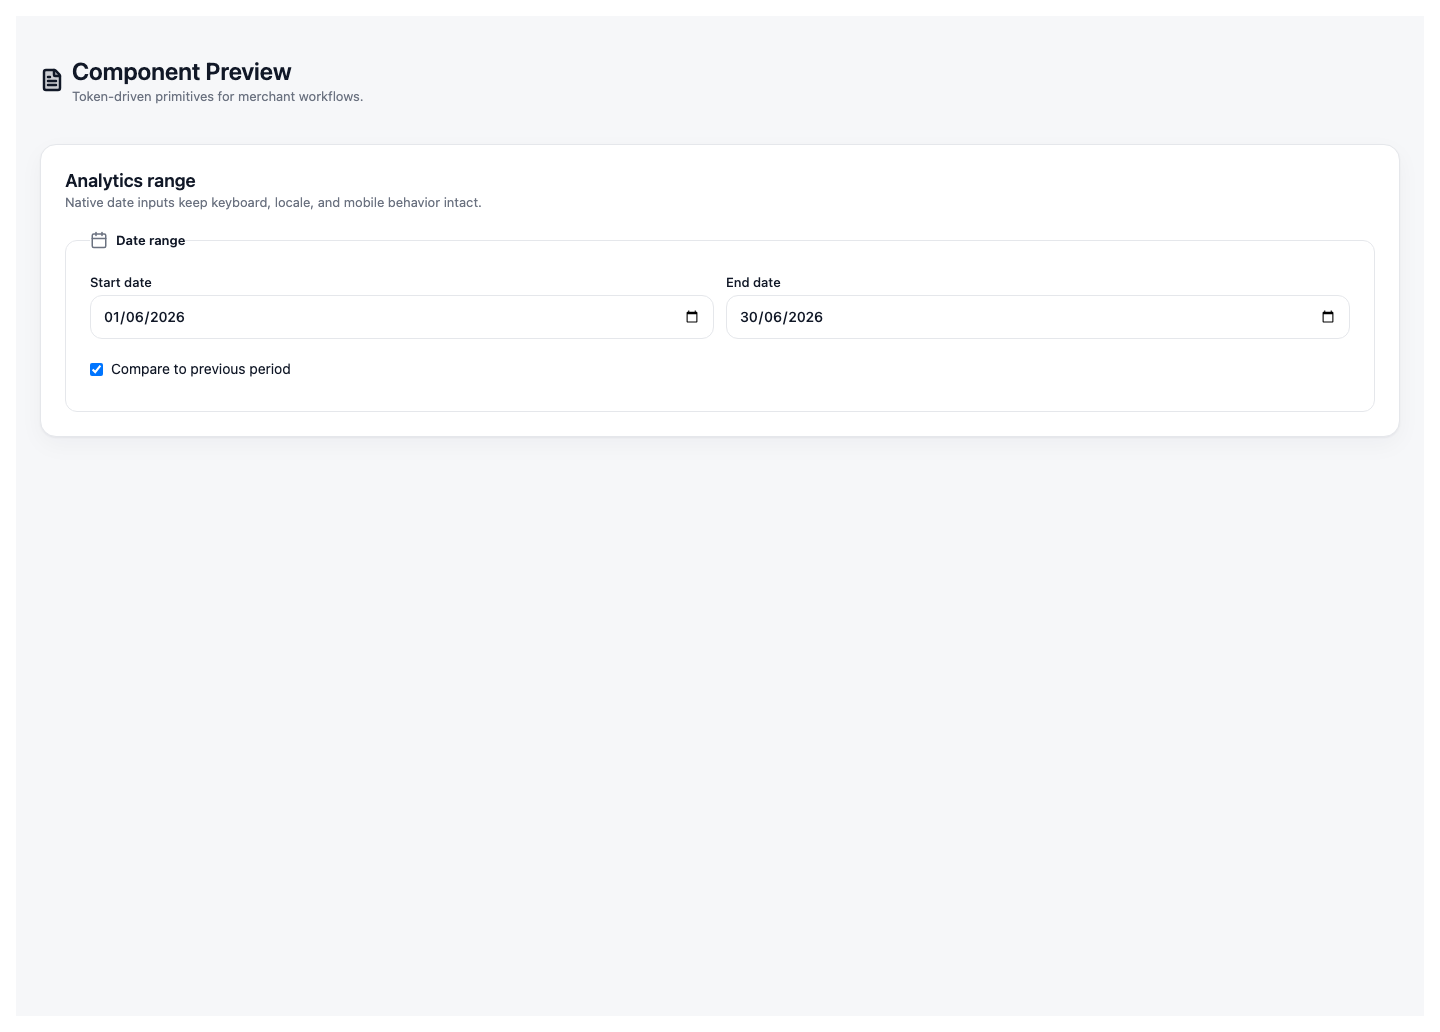 Component Preview
Token-driven primitives for merchant workflows.
Analytics range
Native date inputs keep keyboard, locale, and mobile behavior intact.
Date range
Start date
End date
01/06/2026
30/06/2026
Compare to previous period